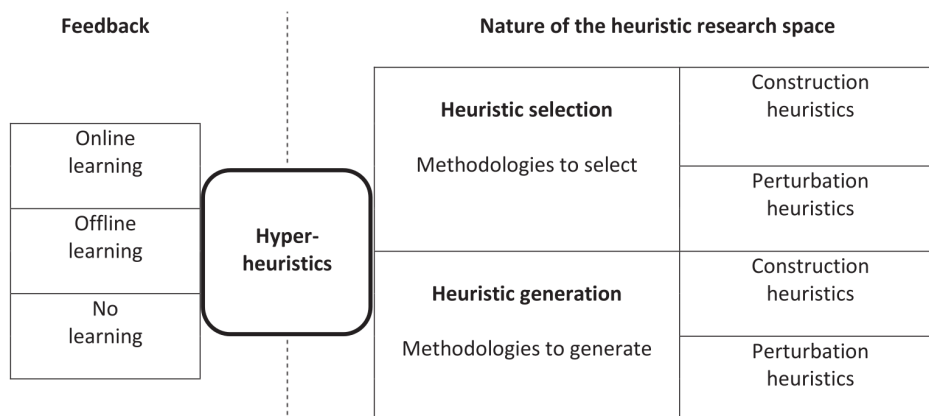 Feedback
Nature of the heuristic research space
Online
learning
Offline
learning
No
learning
Hyper-
heuristics
Heuristic selection
Methodologies to select
Construction
heuristics
Perturbation
heuristics
Heuristic generation
Methodologies to generate
Construction
heuristics
Perturbation
heuristics